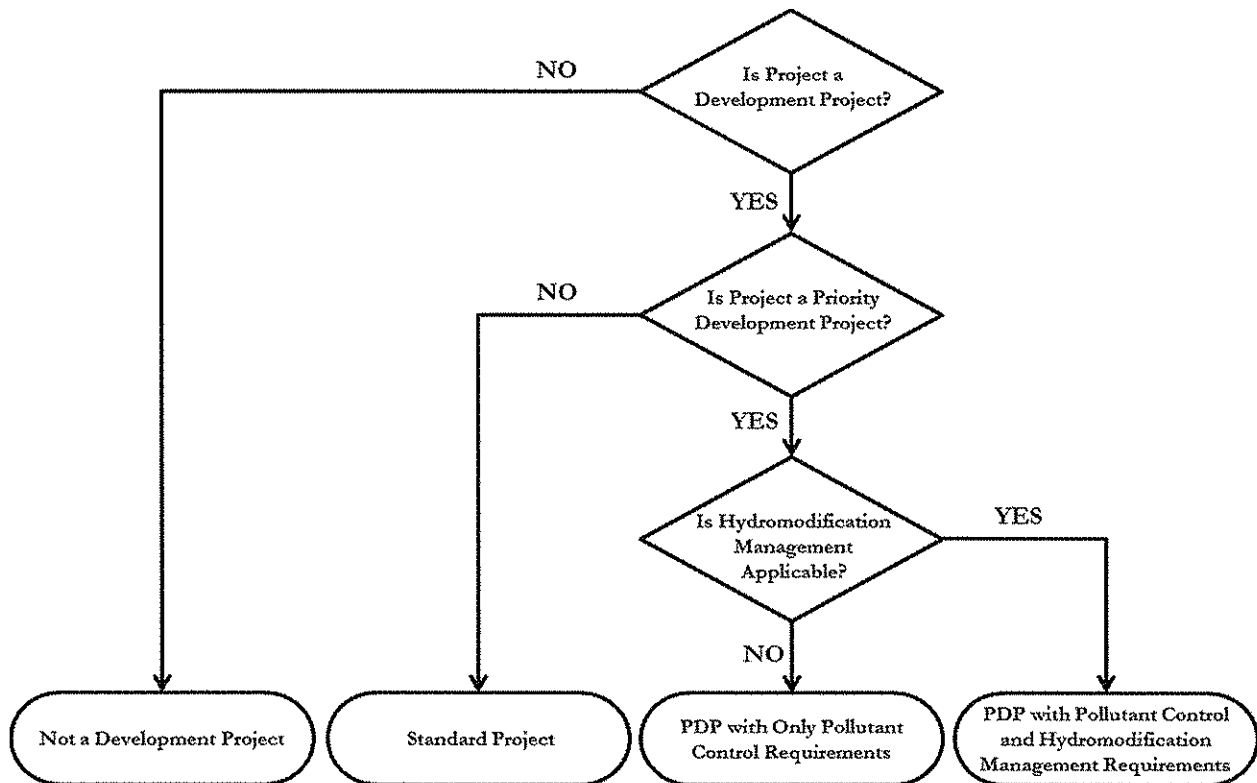 NO
Is Project a
Development Project?
YES
NO
Is Project a Priority
Development Project?
YES
Is Hydromodification
Management
Applicable?
YES
NO
Not a Development Project
Standard Project
PDP with Only Pollutant
Control Requirements
PDP with Pollutant Control
and Hydromodification
Management Requirements